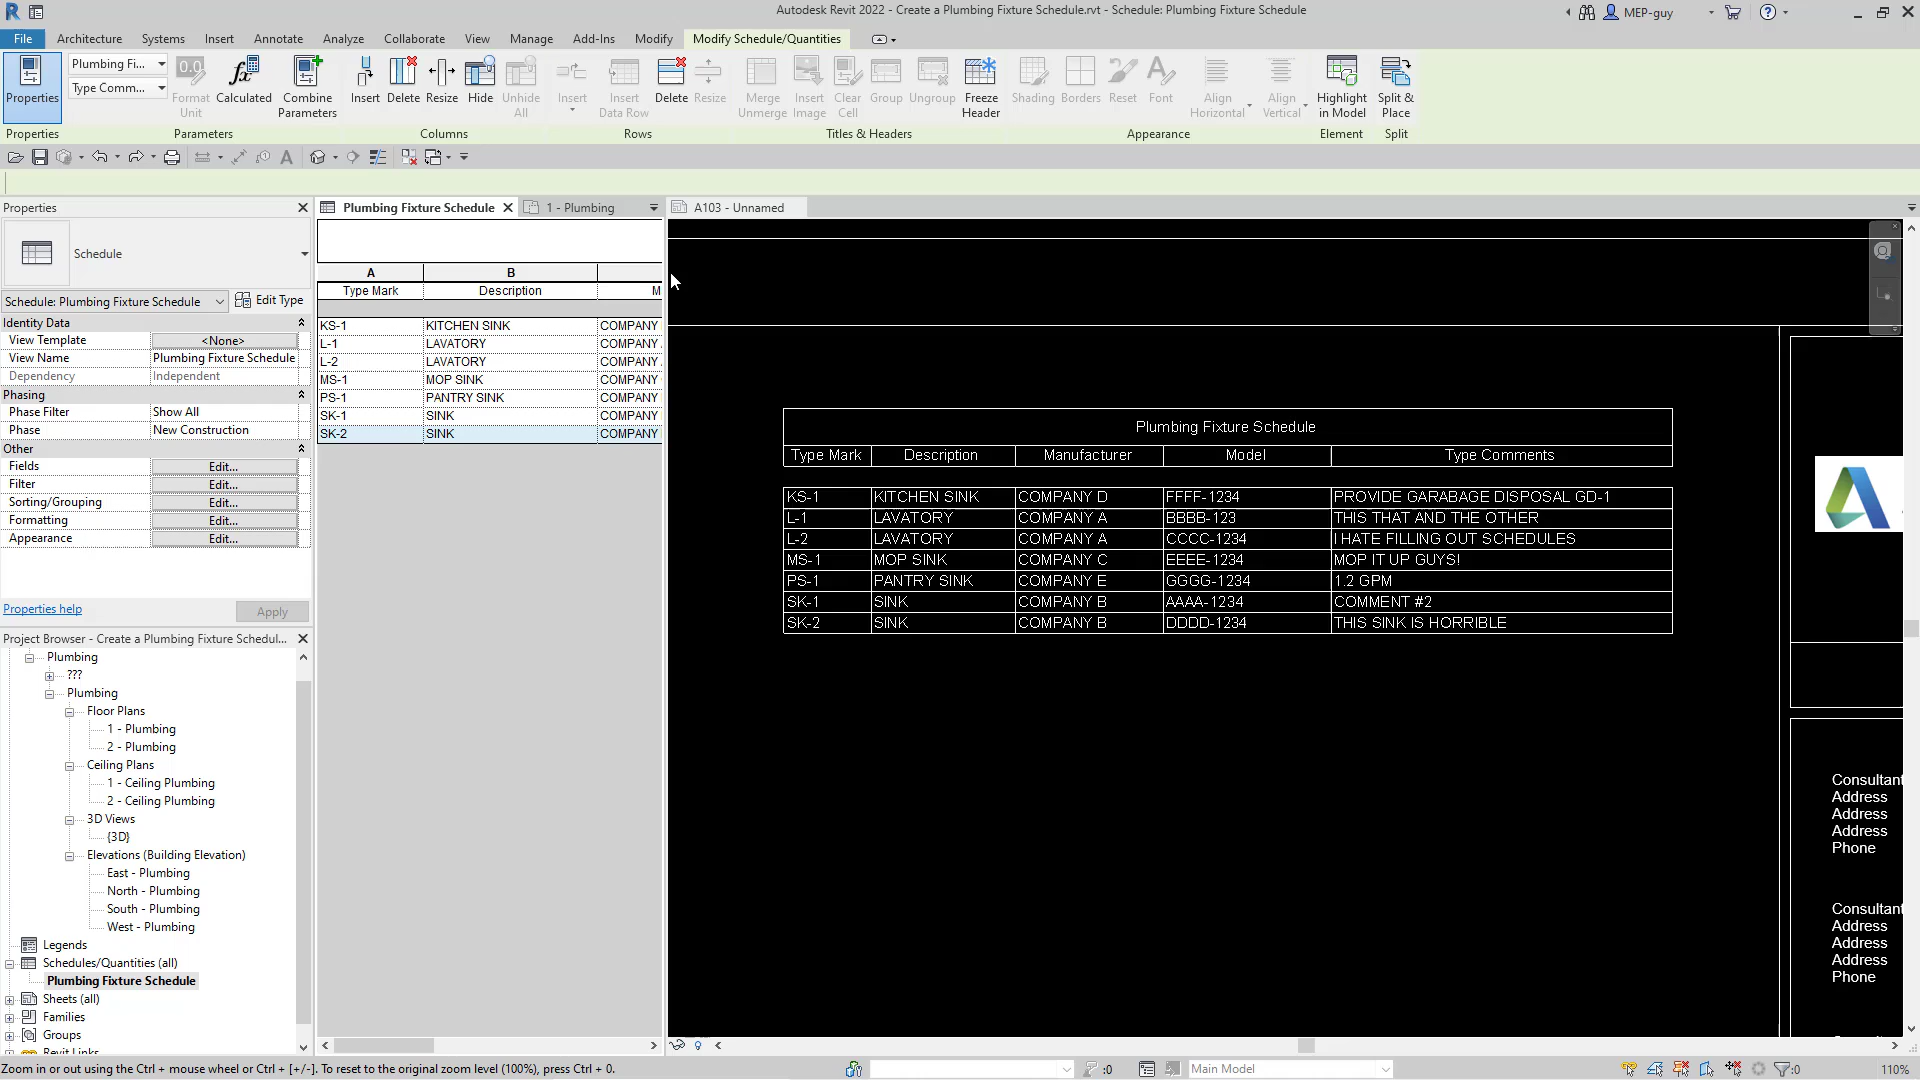 Autodesk Revit 2022 - Create a Plumbing Fixture Schedule.rvt - Schedule: Plumbing Fixture Schedule
MEP-guy
File Architecture Systems Insert Annotate Analyze Collaborate View Manage Add-Ins Modify Modify Schedule/Quantities
Properties
Plumbing Fi...
Type Comm...
Format Unit
Calculated
Combine Parameters
Insert
Delete
Resize
Hide
Unhide All
Insert
Insert Data Row
Delete
Resize
Merge Unmerge
Insert Image
Clear Cell
Group
Ungroup
Freeze Header
Shading
Borders
Reset
Font
Align Horizontal
Align Vertical
Highlight in Model
Split & Place
Properties Parameters Columns Rows Titles & Headers Appearance Element Split
Properties
Schedule
Schedule: Plumbing Fixture Schedule
Edit Type
Identity Data
View Template <None>
View Name Plumbing Fixture Schedule
Dependency Independent
Phasing
Phase Filter Show All
Phase New Construction
Other
Fields Edit...
Filter Edit...
Sorting/Grouping Edit...
Formatting Edit...
Appearance Edit...
Properties help
Apply
Project Browser - Create a Plumbing Fixture Schedul...
Plumbing
???
Plumbing
Floor Plans
1 - Plumbing
2 - Plumbing
Ceiling Plans
1 - Ceiling Plumbing
2 - Ceiling Plumbing
3D Views
{3D}
Elevations (Building Elevation)
East - Plumbing
North - Plumbing
South - Plumbing
West - Plumbing
Legends
Schedules/Quantities (all)
Plumbing Fixture Schedule
Sheets (all)
Families
Groups
Revit Links
Plumbing Fixture Schedule
1 - Plumbing
A103 - Unnamed
A B
Type Mark Description M
KS-1 KITCHEN SINK COMPANY
L-1 LAVATORY COMPANY
L-2 LAVATORY COMPANY
MS-1 MOP SINK COMPANY
PS-1 PANTRY SINK COMPANY
SK-1 SINK COMPANY
SK-2 SINK COMPANY
Plumbing Fixture Schedule
Type Mark Description Manufacturer Model Type Comments
KS-1 KITCHEN SINK COMPANY D FFFF-1234 PROVIDE GARABAGE DISPOSAL GD-1
L-1 LAVATORY COMPANY A BBBB-123 THIS THAT AND THE OTHER
L-2 LAVATORY COMPANY A CCCC-1234 I HATE FILLING OUT SCHEDULES
MS-1 MOP SINK COMPANY C EEEE-1234 MOP IT UP GUYS!
PS-1 PANTRY SINK COMPANY E GGGG-1234 1.2 GPM
SK-1 SINK COMPANY B AAAA-1234 COMMENT #2
SK-2 SINK COMPANY B DDDD-1234 THIS SINK IS HORRIBLE
Consultant
Address
Address
Address
Phone
Consultant
Address
Address
Address
Phone
Zoom in or out using the Ctrl + mouse wheel or Ctrl + [+/-]. To reset to the original zoom level (100%), press Ctrl + 0.
:0
Main Model
:0
110%